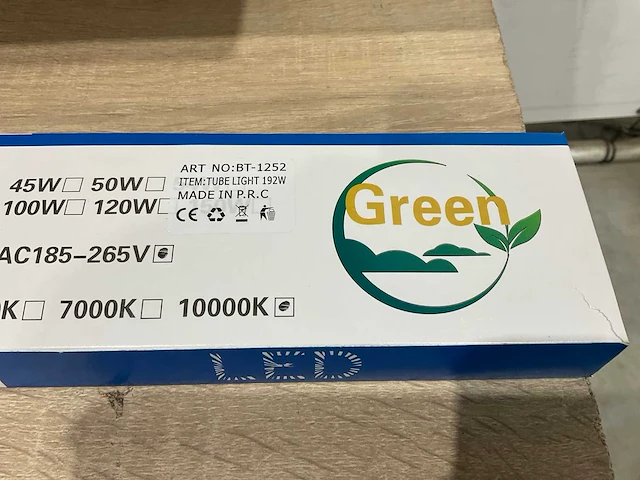 45W 50W
100W 120W
ART NO:BT-1252
ITEM:TUBE LIGHT 192W
MADE IN P.R.C
CE
Green
AC185-265V
K 7000K 10000K
LED